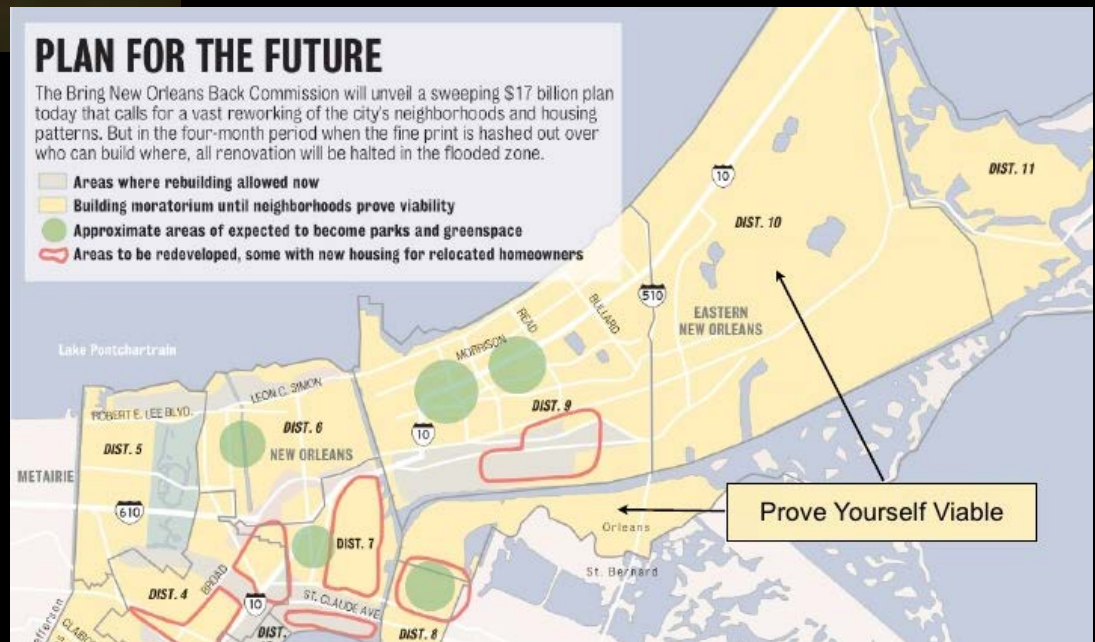 PLAN FOR THE FUTURE
The Bring New Orleans Back Commission will unveil a sweeping $17 billion plan
today that calls for a vast reworking of the city's neighborhoods and housing
patterns. But in the four-month period when the fine print is hashed out over
who can build where, all renovation will be halted in the flooded zone.
Areas where rebuilding allowed now
Building moratorium until neighborhoods prove viability
Approximate areas of expected to become parks and greenspace
Areas to be redeveloped, some with new housing for relocated homeowners
10
DIST. 11
DIST. 10
510
BULLARD
READ
EASTERN
NEW ORLEANS
MORRISON
Lake Pontchartrain
LEON C. SIMON
ROBERT E. LEE BLVD.
DIST. 9
DIST. 6
10
DIST. 5
NEW ORLEANS
METAIRIE
610
Prove Yourself Viable
Orleans
DIST. 7
St. Bernard
BROAD
DIST. 4
10
ST. CLAUDE AVE.
DIST.
DIST. 8